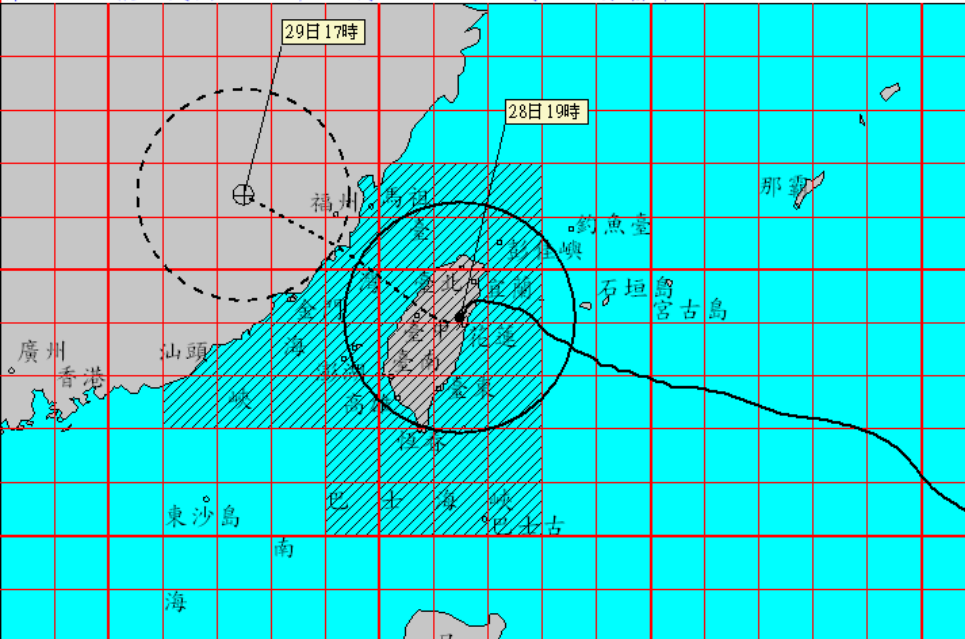 29日17時
28日19時
那霸
福州
馬祖
臺
釣魚臺
彭佳嶼
灣
臺北
宜蘭
石垣島
宮古島
金門
臺中
花蓮
廣州
汕頭
海
臺南
香港
澎湖
臺東
峽
高雄
恆春
巴士海峽
東沙島
巴士古
南
海